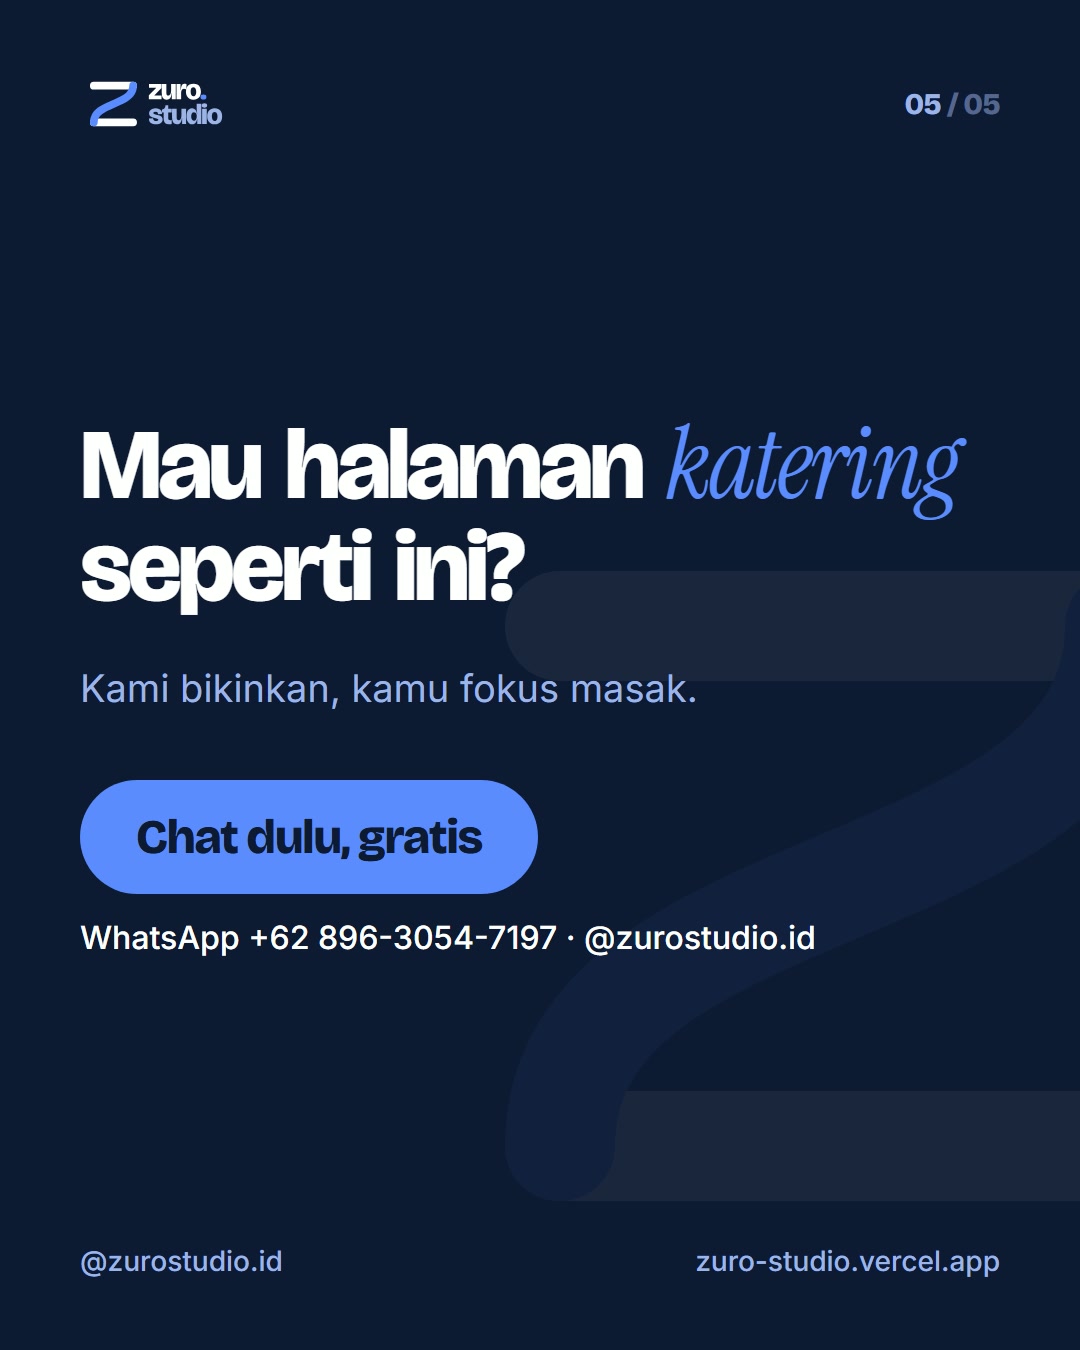 zuro.
studio
05 / 05
Mau halaman katering
seperti ini?
Kami bikinkan, kamu fokus masak.
Chat dulu, gratis
WhatsApp +62 896-3054-7197 · @zurostudio.id
@zurostudio.id
zuro-studio.vercel.app